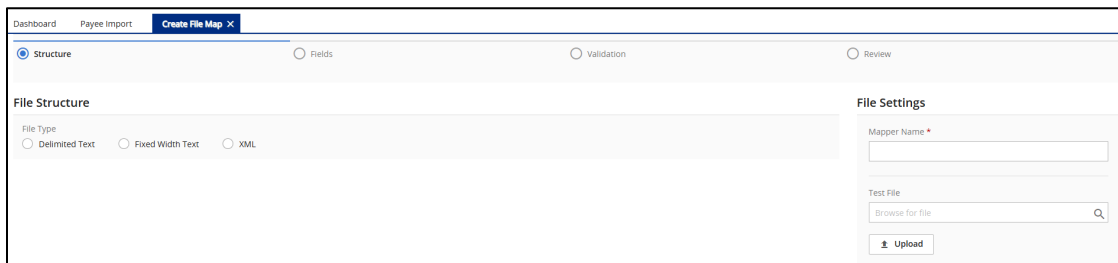 Dashboard Payee Import Create File Map ×
Structure Fields Validation Review
File Structure
File Type
Delimited Text Fixed Width Text XML
File Settings
Mapper Name *
Test File
Browse for file
Upload